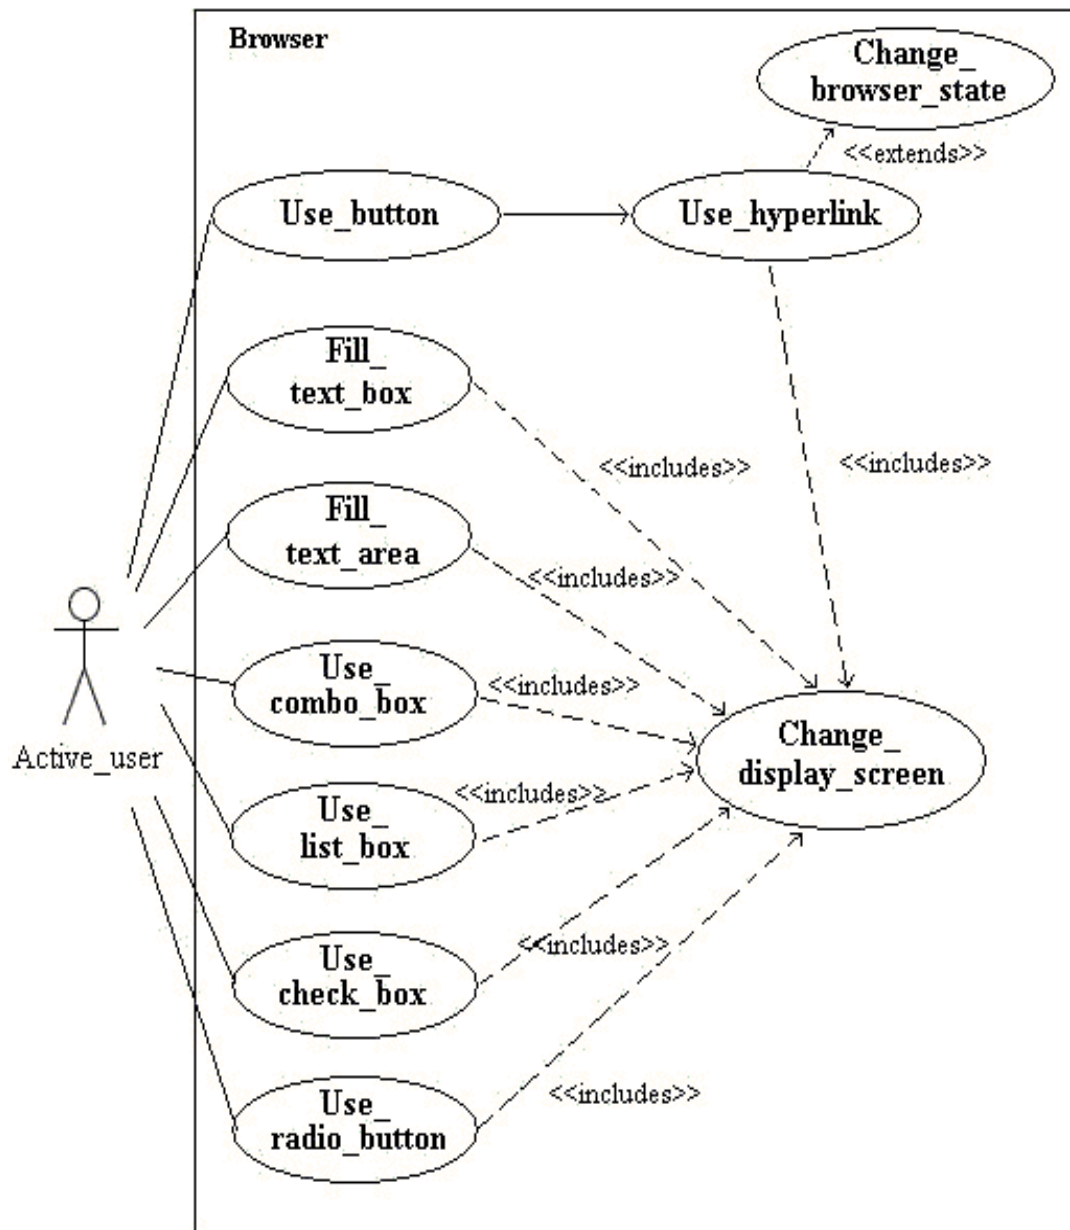 Browser
Change_
browser_state
<<extends>>
Use_button
Use_hyperlink
Fill_
text_box
<<includes>>
<<includes>>
Fill_
text_area
<<includes>>
Use_
combo_box
<<includes>>
Change_
display_screen
Active_user
Use_
list_box
<<includes>>
Use_
check_box
<<includes>>
Use_
radio_button
<<includes>>